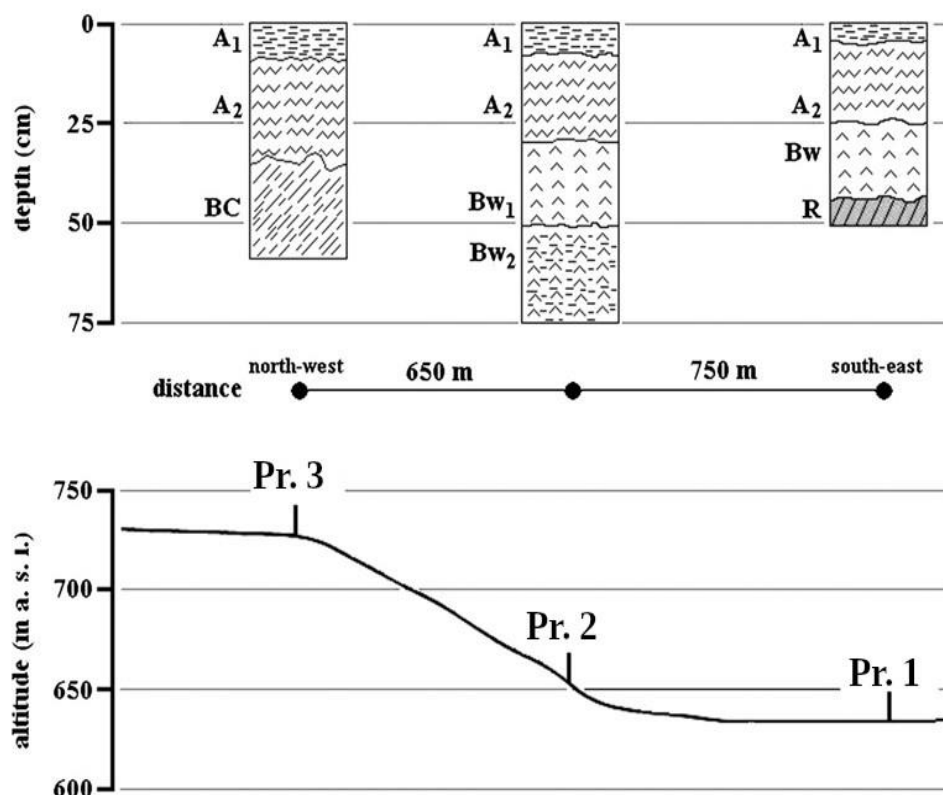 0
25
50
75
depth (cm)
A1
A2
BC
A1
A2
Bw1
Bw2
A1
A2
Bw
R
distance
north-west
650 m
750 m
south-east
750
700
650
600
altitude (m a. s. l.)
Pr. 3
Pr. 2
Pr. 1